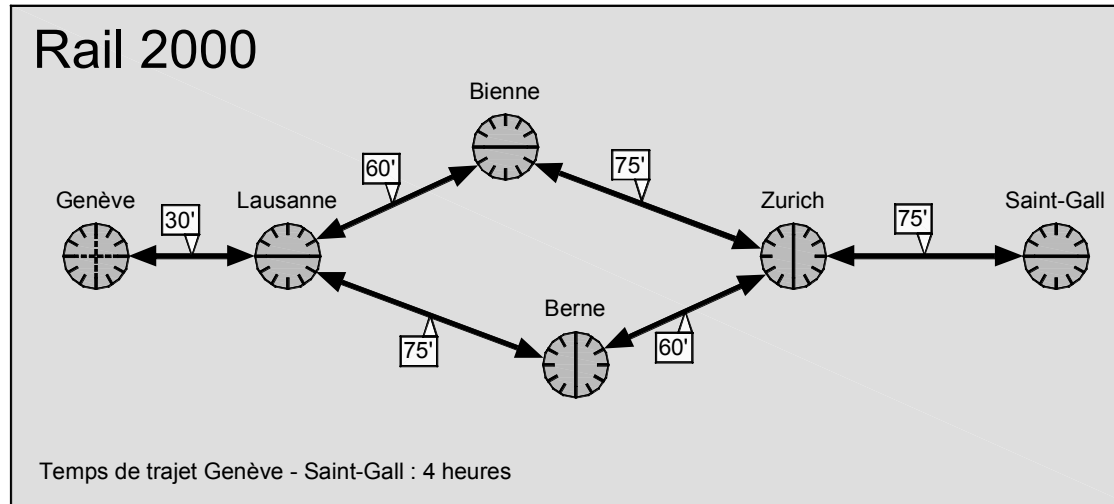 Rail 2000
Bienne
60'
75'
Genève
Lausanne
Zurich
Saint-Gall
30'
75'
Berne
75'
60'
Temps de trajet Genève - Saint-Gall : 4 heures